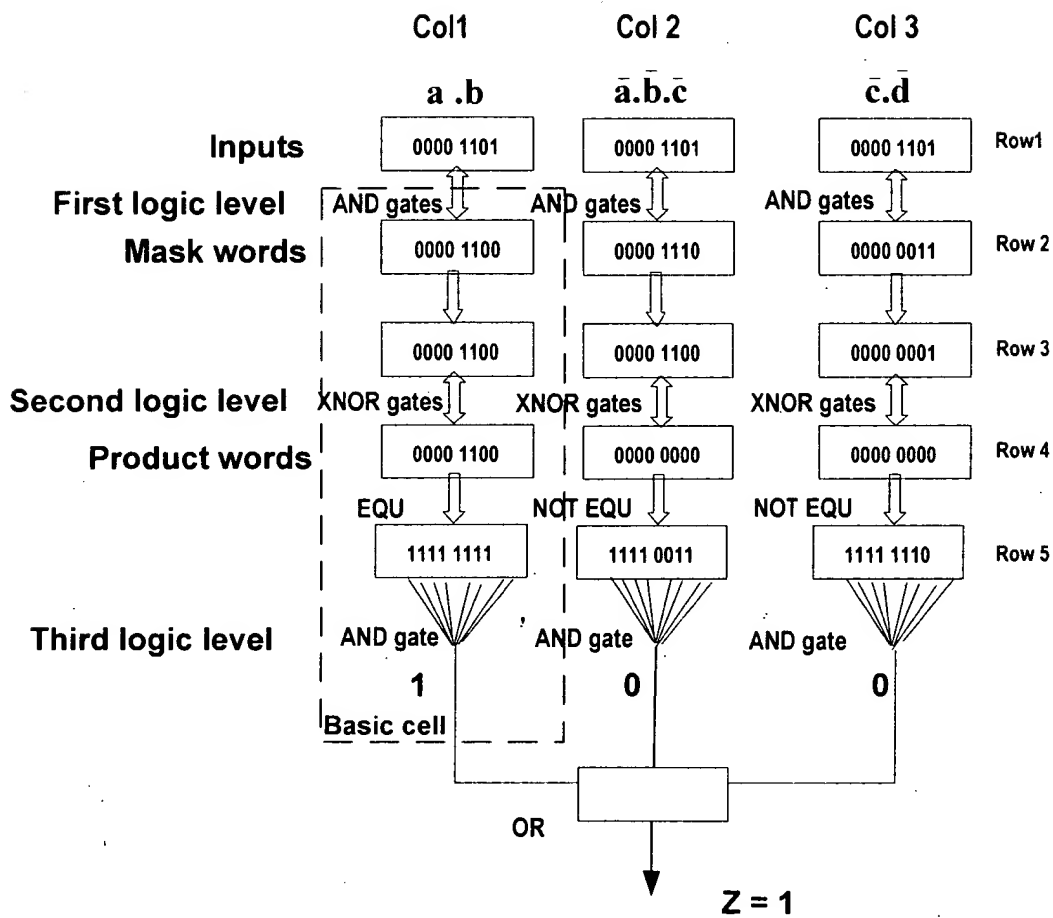 Col1 Col 2 Col 3
a .b a̅.b̅.c̅ c̅.d̅
Inputs 0000 1101 0000 1101 0000 1101 Row1
First logic level AND gates AND gates AND gates
Mask words 0000 1100 0000 1110 0000 0011 Row 2
0000 1100 0000 1100 0000 0001 Row 3
Second logic level XNOR gates XNOR gates XNOR gates
Product words 0000 1100 0000 0000 0000 0000 Row 4
EQU NOT EQU NOT EQU
1111 1111 1111 0011 1111 1110 Row 5
Third logic level AND gate AND gate AND gate
1 0 0
Basic cell
OR
Z = 1